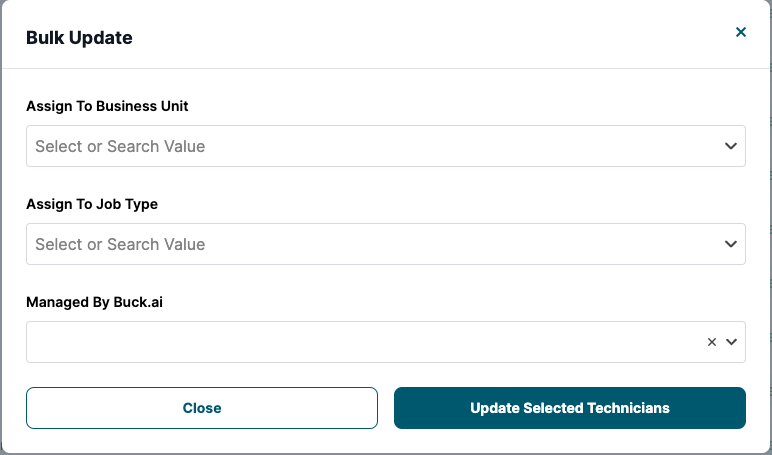 Bulk Update
Assign To Business Unit
Select or Search Value
Assign To Job Type
Select or Search Value
Managed By Buck.ai
Close
Update Selected Technicians